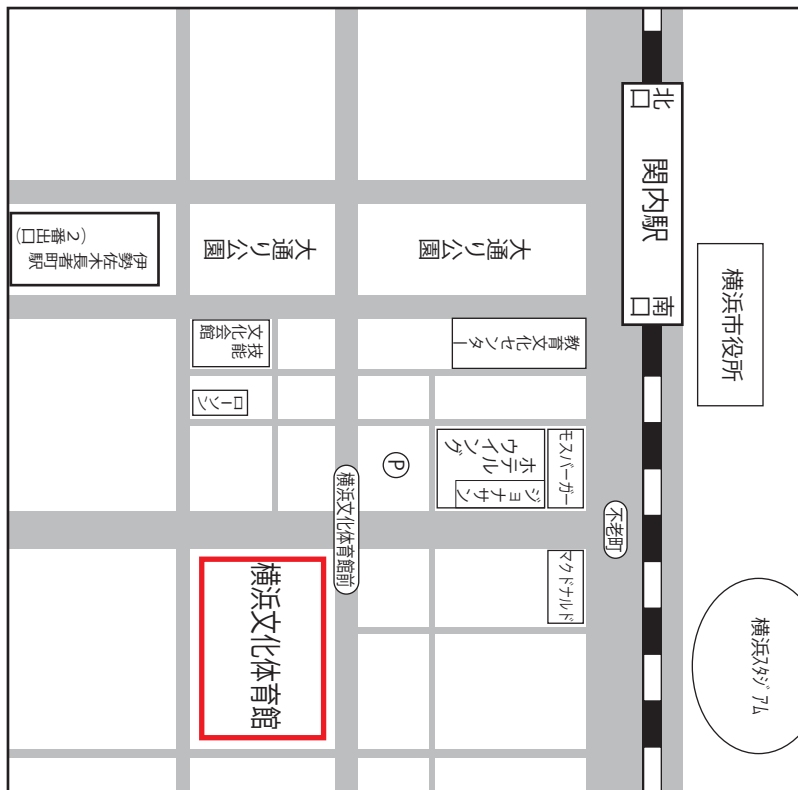 北口
関内駅
南口
横浜市役所
伊勢佐木長者町駅
(2番出口)
大通り公園
大通り公園
技能
文化会館
教育文化センター
ローソン
P
ホテル
ウイング
ジョナサン
モスバーガー
横浜文化体育館前
不老町
マクドナルド
横浜文化体育館
横浜スタジアム